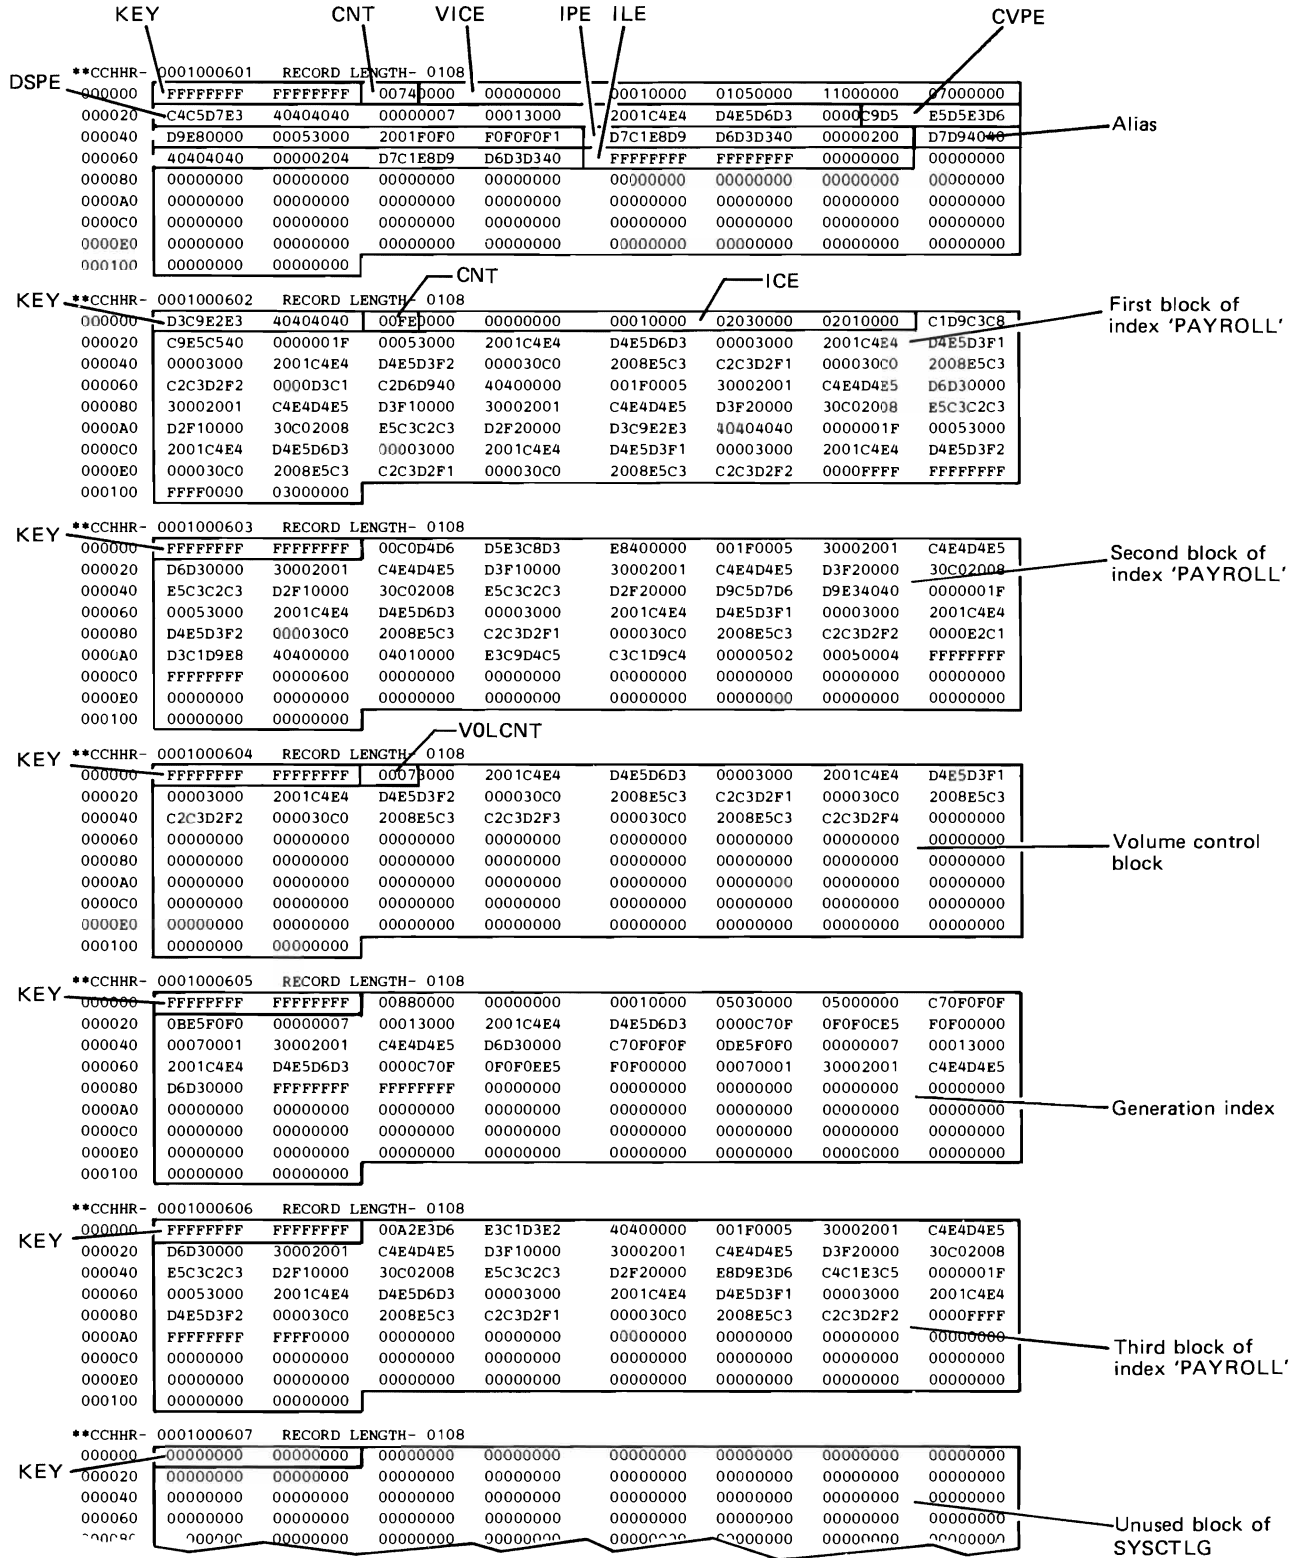 KEY CNT VICE IPE ILE CVPE
**CCHHR- 0001000601 RECORD LENGTH- 0108
DSPE
000000 FFFFFFFF FFFFFFFF 00740000 00000000 00010000 01050000 11000000 07000000
000020 C4C5D7E3 40404040 00000007 00013000 2001C4E4 D4E5D6D3 0000C9D5 E5D5E3D6
Alias
000040 D9E80000 00053000 2001F0F0 F0F0F0F1 D7C1E8D9 D6D3D340 00000200 D7D94040
000060 40404040 00000204 D7C1E8D9 D6D3D340 FFFFFFFF FFFFFFFF 00000000 00000000
000080 00000000 00000000 00000000 00000000 00000000 00000000 00000000 00000000
0000A0 00000000 00000000 00000000 00000000 00000000 00000000 00000000 00000000
0000C0 00000000 00000000 00000000 00000000 00000000 00000000 00000000 00000000
0000E0 00000000 00000000 00000000 00000000 00000000 00000000 00000000 00000000
000100 00000000 00000000
CNT ICE
KEY **CCHHR- 0001000602 RECORD LENGTH- 0108
000000 D3C9E2E3 40404040 00FE0000 00000000 00010000 02030000 02010000 C1D9C3C8
First block of
index 'PAYROLL'
000020 C9E5C540 0000001F 00053000 2001C4E4 D4E5D6D3 00003000 2001C4E4 D4E5D3F1
000040 00003000 2001C4E4 D4E5D3F2 000030C0 2008E5C3 C2C3D2F1 000030C0 2008E5C3
000060 C2C3D2F2 0000D3C1 C2D6D940 40400000 001F0005 30002001 C4E4D4E5 D6D30000
000080 30002001 C4E4D4E5 D3F10000 30002001 C4E4D4E5 D3F20000 30C02008 E5C3C2C3
0000A0 D2F10000 30C02008 E5C3C2C3 D2F20000 D3C9E2E3 40404040 0000001F 00053000
0000C0 2001C4E4 D4E5D6D3 00003000 2001C4E4 D4E5D3F1 00003000 2001C4E4 D4E5D3F2
0000E0 000030C0 2008E5C3 C2C3D2F1 000030C0 2008E5C3 C2C3D2F2 0000FFFF FFFFFFFF
000100 FFFF0000 03000000
**CCHHR- 0001000603 RECORD LENGTH- 0108
KEY
000000 FFFFFFFF FFFFFFFF 00C0D4D6 D5E3C8D3 E8400000 001F0005 30002001 C4E4D4E5
Second block of
index 'PAYROLL'
000020 D6D30000 30002001 C4E4D4E5 D3F10000 30002001 C4E4D4E5 D3F20000 30C02008
000040 E5C3C2C3 D2F10000 30C02008 E5C3C2C3 D2F20000 D9C5D7D6 D9E34040 0000001F
000060 00053000 2001C4E4 D4E5D6D3 00003000 2001C4E4 D4E5D3F1 00003000 2001C4E4
000080 D4E5D3F2 000030C0 2008E5C3 C2C3D2F1 000030C0 2008E5C3 C2C3D2F2 0000E2C1
0000A0 D3C1D9E8 40400000 04010000 E3C9D4C5 C3C1D9C4 00000502 00050004 FFFFFFFF
0000C0 FFFFFFFF 00000600 00000000 00000000 00000000 00000000 00000000 00000000
0000E0 00000000 00000000 00000000 00000000 00000000 00000000 00000000 00000000
000100 00000000 00000000
VOLCNT
**CCHHR- 0001000604 RECORD LENGTH- 0108
KEY
000000 FFFFFFFF FFFFFFFF 00073000 2001C4E4 D4E5D6D3 00003000 2001C4E4 D4E5D3F1
000020 00003000 2001C4E4 D4E5D3F2 000030C0 2008E5C3 C2C3D2F1 000030C0 2008E5C3
000040 C2C3D2F2 000030C0 2008E5C3 C2C3D2F3 000030C0 2008E5C3 C2C3D2F4 00000000
000060 00000000 00000000 00000000 00000000 00000000 00000000 00000000 00000000
Volume control
block
000080 00000000 00000000 00000000 00000000 00000000 00000000 00000000 00000000
0000A0 00000000 00000000 00000000 00000000 00000000 00000000 00000000 00000000
0000C0 00000000 00000000 00000000 00000000 00000000 00000000 00000000 00000000
0000E0 00000000 00000000 00000000 00000000 00000000 00000000 00000000 00000000
000100 00000000 00000000
**CCHHR- 0001000605 RECORD LENGTH- 0108
KEY
000000 FFFFFFFF FFFFFFFF 00880000 00000000 00010000 05030000 05000000 C70F0F0F
000020 0BE5F0F0 00000007 00013000 2001C4E4 D4E5D6D3 0000C70F 0F0F0CE5 F0F00000
000040 00070001 30002001 C4E4D4E5 D6D30000 C70F0F0F 0DE5F0F0 00000007 00013000
000060 2001C4E4 D4E5D6D3 0000C70F 0F0F0EE5 F0F00000 00070001 30002001 C4E4D4E5
000080 D6D30000 FFFFFFFF FFFFFFFF 00000000 00000000 00000000 00000000 00000000
0000A0 00000000 00000000 00000000 00000000 00000000 00000000 00000000 00000000
Generation index
0000C0 00000000 00000000 00000000 00000000 00000000 00000000 00000000 00000000
0000E0 00000000 00000000 00000000 00000000 00000000 00000000 00000000 00000000
000100 00000000 00000000
**CCHHR- 0001000606 RECORD LENGTH- 0108
KEY
000000 FFFFFFFF FFFFFFFF 00A2E3D6 E3C1D3E2 40400000 001F0005 30002001 C4E4D4E5
000020 D6D30000 30002001 C4E4D4E5 D3F10000 30002001 C4E4D4E5 D3F20000 30C02008
000040 E5C3C2C3 D2F10000 30C02008 E5C3C2C3 D2F20000 E8D9E3D6 C4C1E3C5 0000001F
000060 00053000 2001C4E4 D4E5D6D3 00003000 2001C4E4 D4E5D3F1 00003000 2001C4E4
000080 D4E5D3F2 000030C0 2008E5C3 C2C3D2F1 000030C0 2008E5C3 C2C3D2F2 0000FFFF
0000A0 FFFFFFFF FFFF0000 00000000 00000000 00000000 00000000 00000000 00000000
Third block of
index 'PAYROLL'
0000C0 00000000 00000000 00000000 00000000 00000000 00000000 00000000 00000000
0000E0 00000000 00000000 00000000 00000000 00000000 00000000 00000000 00000000
000100 00000000 00000000
**CCHHR- 0001000607 RECORD LENGTH- 0108
000000 00000000 00000000 00000000 00000000 00000000 00000000 00000000 00000000
KEY
000020 00000000 00000000 00000000 00000000 00000000 00000000 00000000 00000000
000040 00000000 00000000 00000000 00000000 00000000 00000000 00000000 00000000
000060 00000000 00000000 00000000 00000000 00000000 00000000 00000000 00000000
Unused block of
SYSCTLG